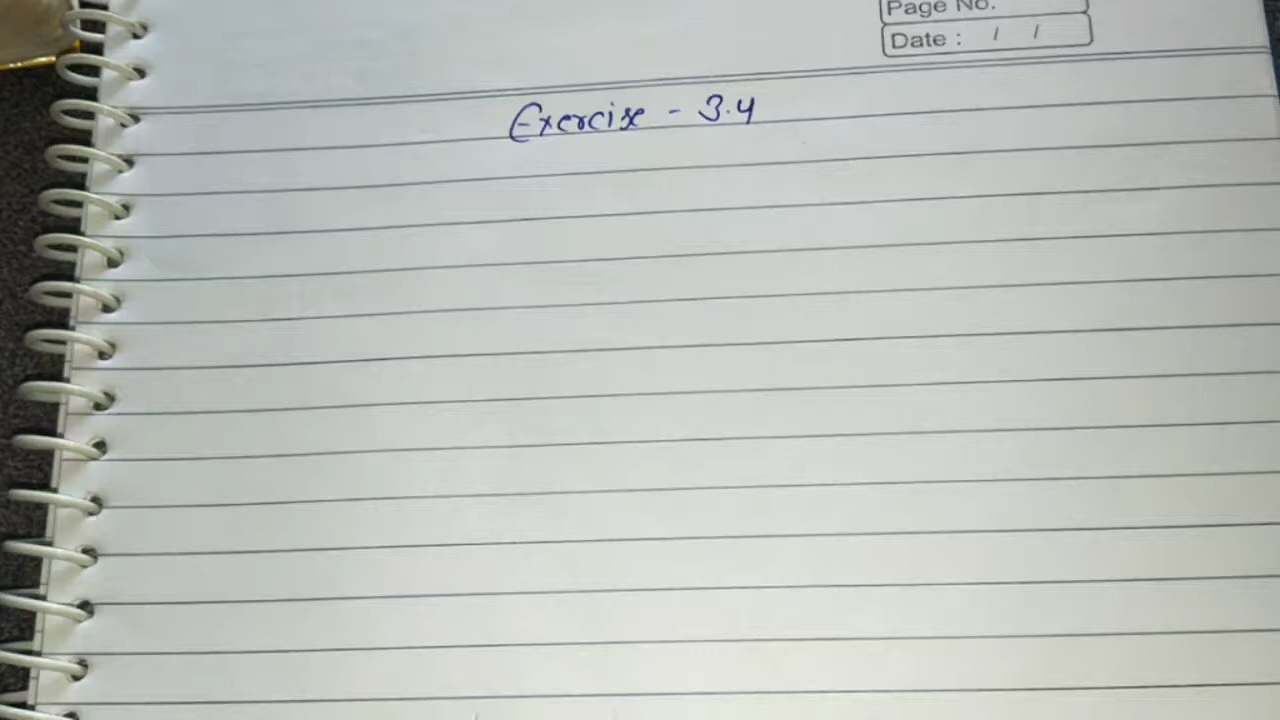 Page No.
Date : / /
Exercise - 3.4